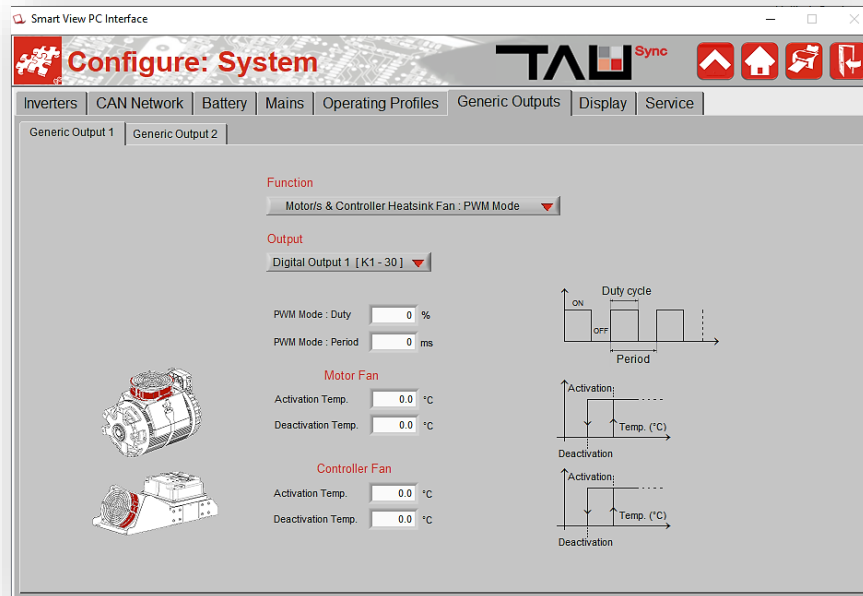 Smart View PC Interface
Configure: System
TAU Sync
Inverters CAN Network Battery Mains Operating Profiles Generic Outputs Display Service
Generic Output 1 Generic Output 2
Function
Motor/s & Controller Heatsink Fan : PWM Mode
Output
Digital Output 1 [ K1 - 30 ]
Duty cycle
ON
PWM Mode : Duty 0 %
OFF
PWM Mode : Period 0 ms
Period
Motor Fan
Activation
Activation Temp. 0.0 °C
Deactivation Temp. 0.0 °C
Temp. (°C)
Deactivation
Controller Fan
Activation
Activation Temp. 0.0 °C
Deactivation Temp. 0.0 °C
Temp. (°C)
Deactivation